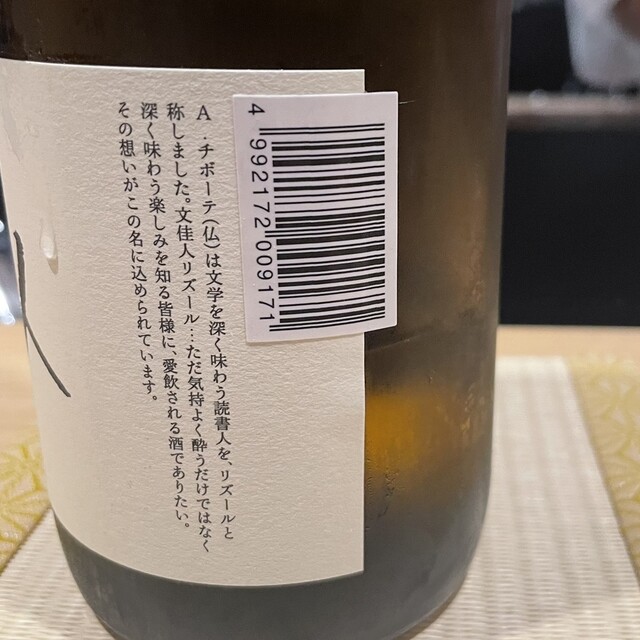 A．チボーテ（仏）は文学を深く味わう読書人を、リズールと
称しました。文佳人リズール…ただ気持よく酔うだけではなく
深く味わう楽しみを知る皆様に、愛飲される酒でありたい。
その想いがこの名に込められています。
4 992172 009171